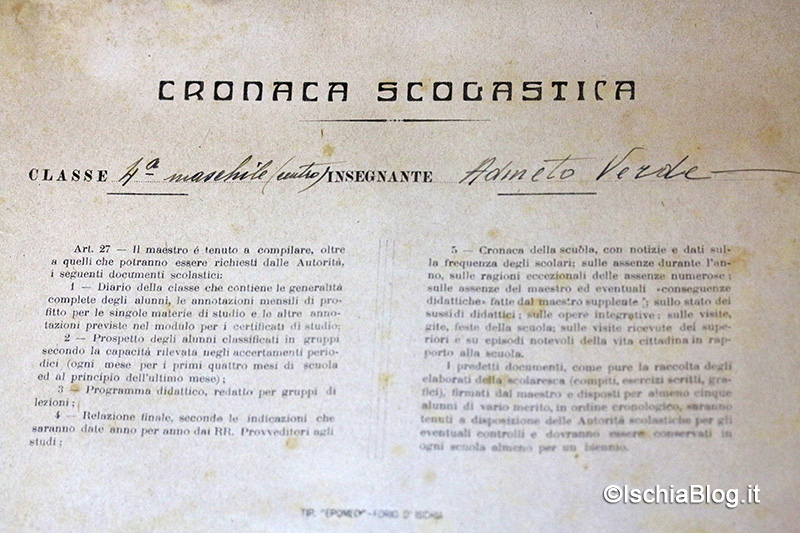 CRONACA SCOLASTICA
CLASSE 4ª maschile (centro) INSEGNANTE Admeto Verde
Art. 27 — Il maestro é tenuto a compilare, oltre
a quelli che potranno essere richiesti dalle Autorità,
i seguenti documenti scolastici:
1 — Diario della classe che contiene le generalità
complete degli alunni, le annotazioni mensili di pro-
fitto per le singole materie di studio e le altre anno-
tazioni previste nel modulo per i certificati di studio;
2 — Prospetto degli alunni classificati in gruppi
secondo la capacità rilevata negli accertamenti perio-
dici (ogni mese per i primi quattro mesi di scuola
ed al principio dell'ultimo mese);
3 — Programma didattico, redatto per gruppi di
lezioni;
4 — Relazione finale, secondo le indicazioni che
saranno date anno per anno dai RR. Provveditori agli
studi;
5 — Cronaca della scuola, con notizie e dati sul-
la frequenza degli scolari; sulle assenze durante l'an-
no, sulle ragioni eccezionali delle assenze numerose;
sulle assenze del maestro ed eventuali «conseguenze
didattiche» fatte dal maestro supplente; sullo stato dei
sussidi didattici; sulle opere integrative; sulle visite,
gite, feste della scuola; sulle visite ricevute dei supe-
riori e su episodi notevoli della vita cittadina in rap-
porto alla scuola.
I predetti documenti, come pure la raccolta degli
elaborati della scolaresca (compiti, esercizi scritti, gra-
fici), firmati dal maestro e disposti per almeno cinque
alunni di vario merito, in ordine cronologico, saranno
tenuti a disposizione delle Autorità scolastiche per gli
eventuali controlli e dovranno essere conservati in
ogni scuola almeno per un biennio.
TIP. "EPOMEO" - FORIO D' ISCHIA
©IschiaBlog.it